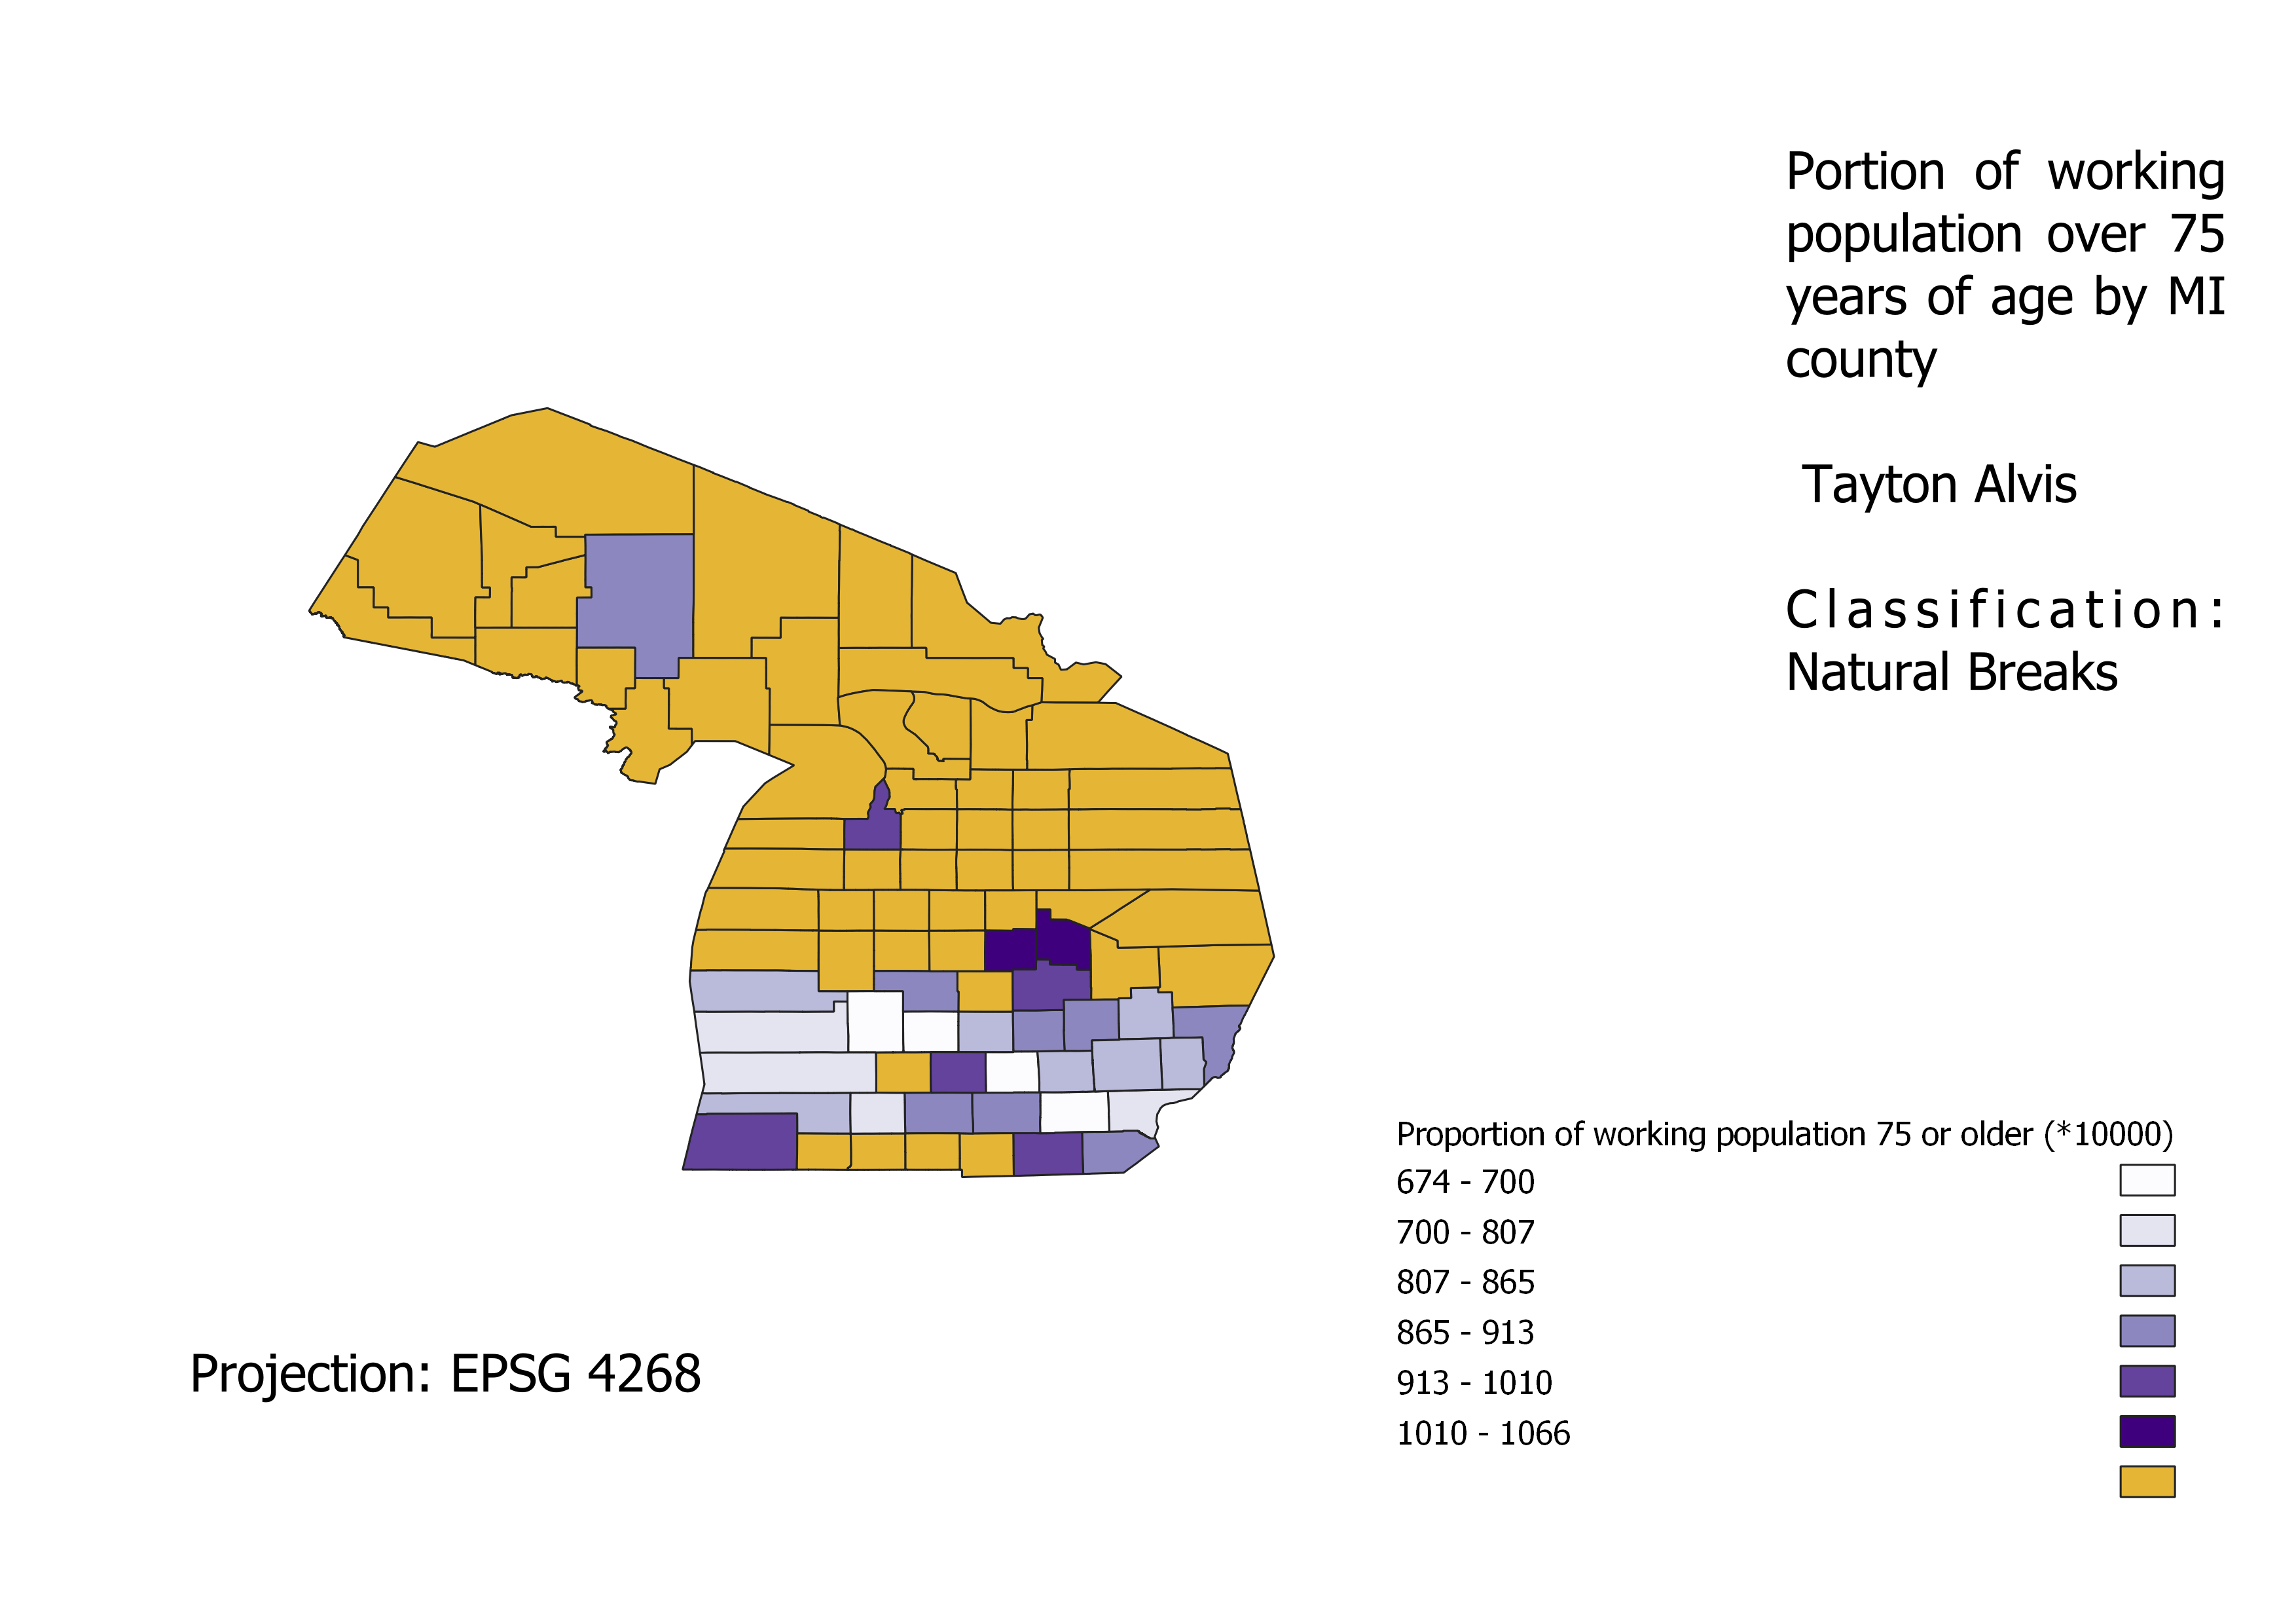 Portion of working
population over 75
years of age by MI
county
Tayton Alvis
Classification:
Natural Breaks
Proportion of working population 75 or older (*10000)
674 - 700
700 - 807
807 - 865
865 - 913
913 - 1010
1010 - 1066
Projection: EPSG 4268